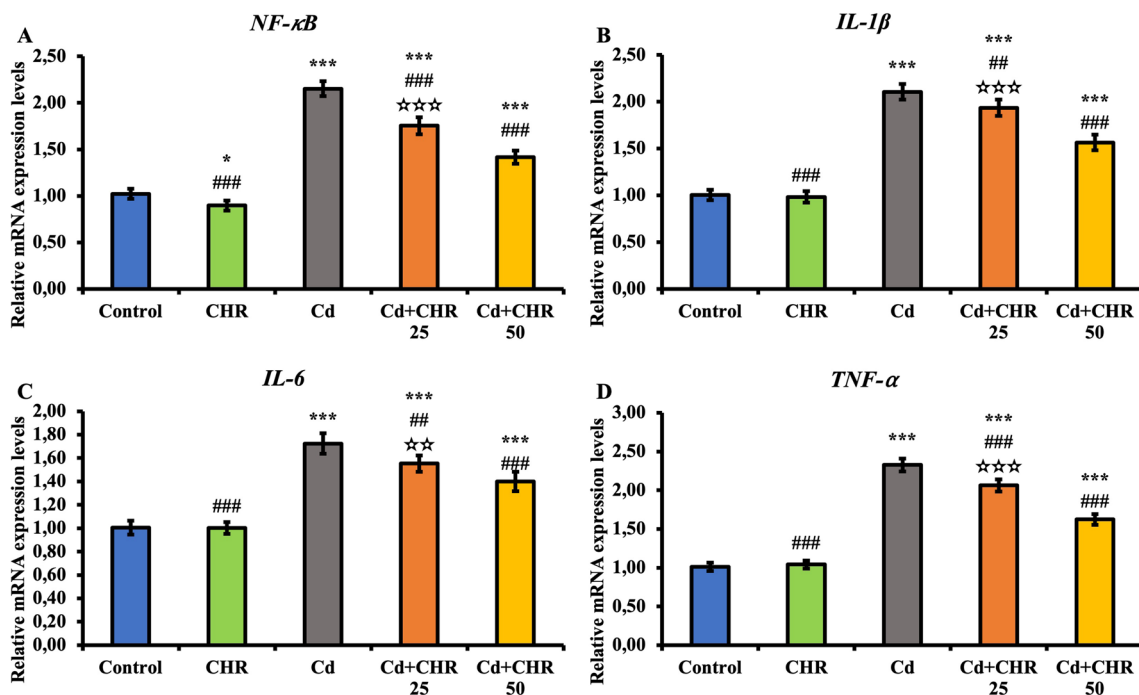 A
NF-κB
Relative mRNA expression levels
2,50
2,00
1,50
1,00
0,50
0,00
*
###
***
***
###
☆☆☆
***
###
Control
CHR
Cd
Cd+CHR
25
Cd+CHR
50
B
IL-1β
Relative mRNA expression levels
2,50
2,00
1,50
1,00
0,50
0,00
###
***
***
##
☆☆☆
***
###
Control
CHR
Cd
Cd+CHR
25
Cd+CHR
50
C
IL-6
Relative mRNA expression levels
2,00
1,80
1,60
1,40
1,20
1,00
0,80
0,60
0,40
0,20
0,00
###
***
***
##
☆☆
***
###
Control
CHR
Cd
Cd+CHR
25
Cd+CHR
50
D
TNF-α
Relative mRNA expression levels
3,00
2,50
2,00
1,50
1,00
0,50
0,00
###
***
***
###
☆☆☆
***
###
Control
CHR
Cd
Cd+CHR
25
Cd+CHR
50